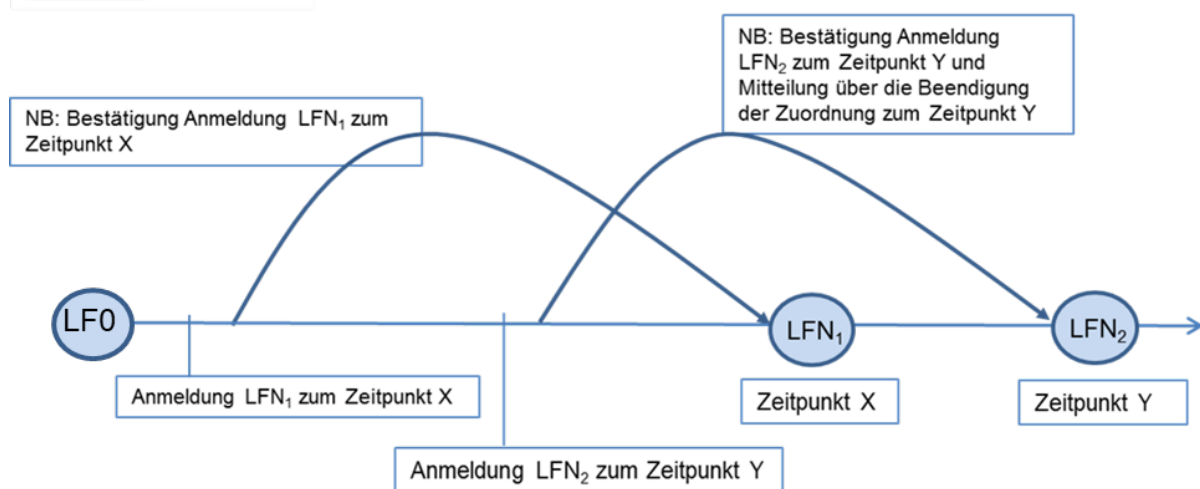 NB: Bestätigung Anmeldung
LFN₂ zum Zeitpunkt Y und
Mitteilung über die Beendigung
der Zuordnung zum Zeitpunkt Y
NB: Bestätigung Anmeldung LFN₁ zum
Zeitpunkt X
LF0
LFN₁
LFN₂
Anmeldung LFN₁ zum Zeitpunkt X
Zeitpunkt X
Zeitpunkt Y
Anmeldung LFN₂ zum Zeitpunkt Y